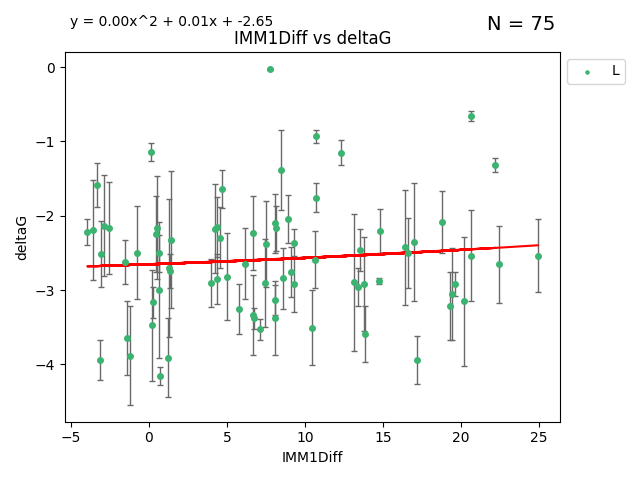 y = 0.00x^2 + 0.01x + -2.65
N = 75
IMM1Diff vs deltaG
L
0
−1
−2
−3
−4
deltaG
−5
0
5
10
15
20
25
IMM1Diff